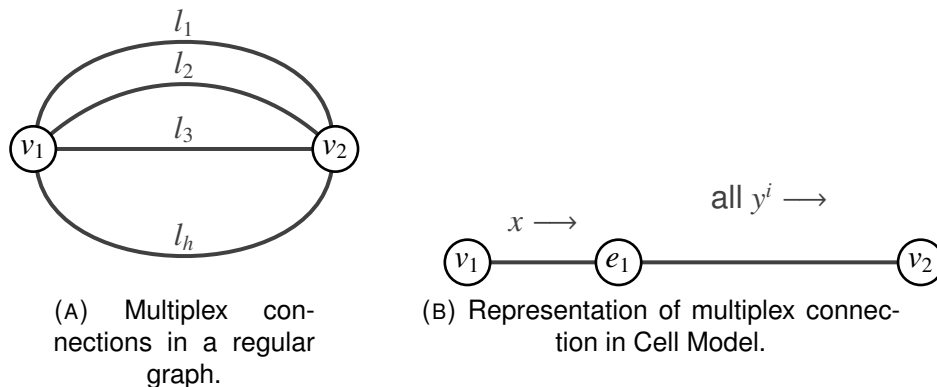 l₁
l₂
l₃
v₁ v₂
l_h
all yⁱ ⟶
x ⟶
v₁ e₁ v₂
(A) Multiplex con-
nections in a regular
graph.
(B) Representation of multiplex connec-
tion in Cell Model.